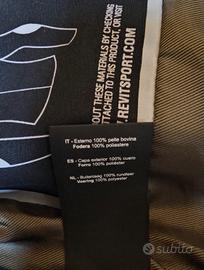 OUT THESE MATERIALS BY CHECKING
ATTACHED TO THIS PRODUCT, OR VISIT
.REVITSPORT.COM
IT - Esterno 100% pelle bovina
Fodera 100% poliestere
ES - Capa exterior 100% cuero
Forro 100% poliéster
NL - Buitenlaag 100% rundleer
Voering 100% polyester
subito